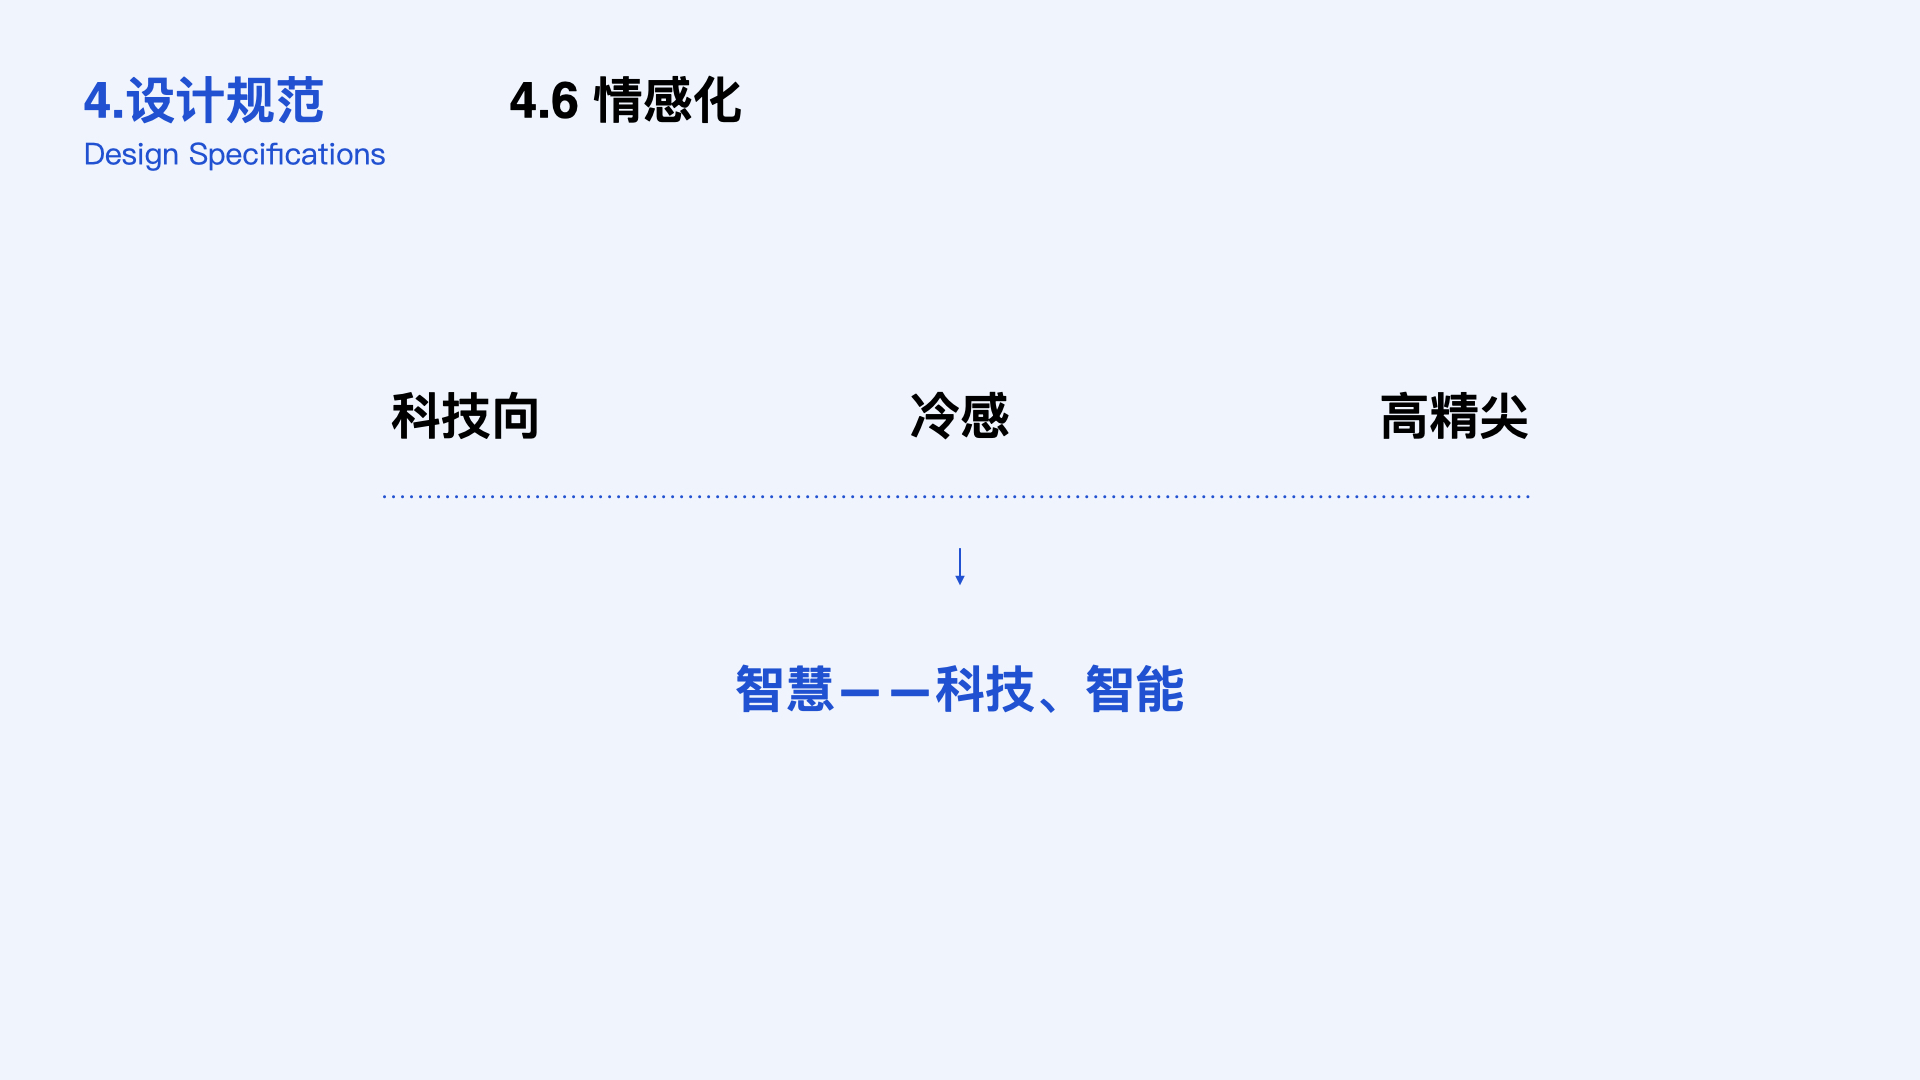 4.设计规范
Design Specifications
4.6 情感化
科技向
冷感
高精尖
智慧——科技、智能